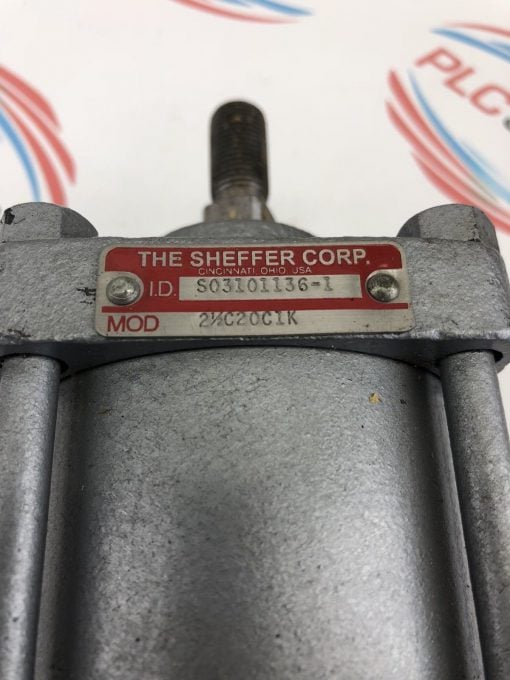 PLC
THE SHEFFER CORP.
CINCINNATI, OHIO, USA
I.D. S03101136-1
MOD 2½C20C1K